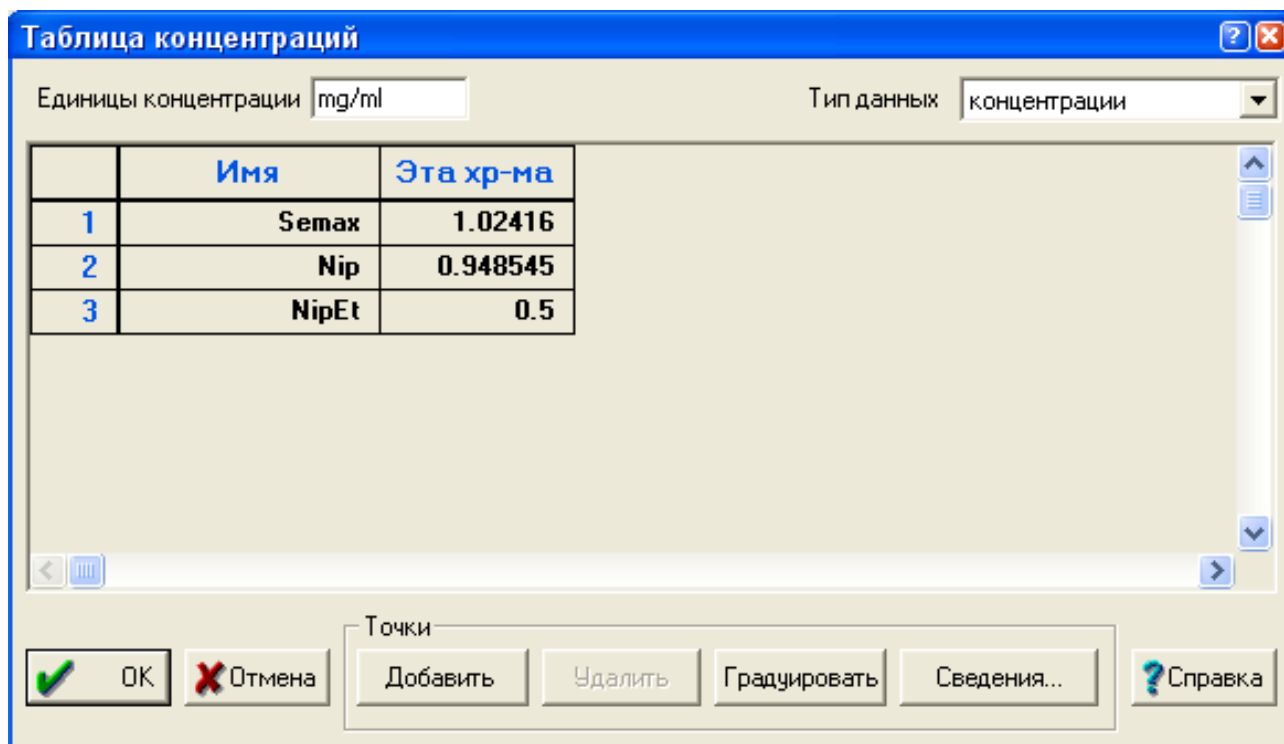 Таблица концентраций
Единицы концентрации mg/ml Тип данных концентрации
Имя Эта хр-ма
1 Semax 1.02416
2 Nip 0.948545
3 NipEt 0.5
Точки
OK Отмена Добавить Удалить Градуировать Сведения... ?Справка